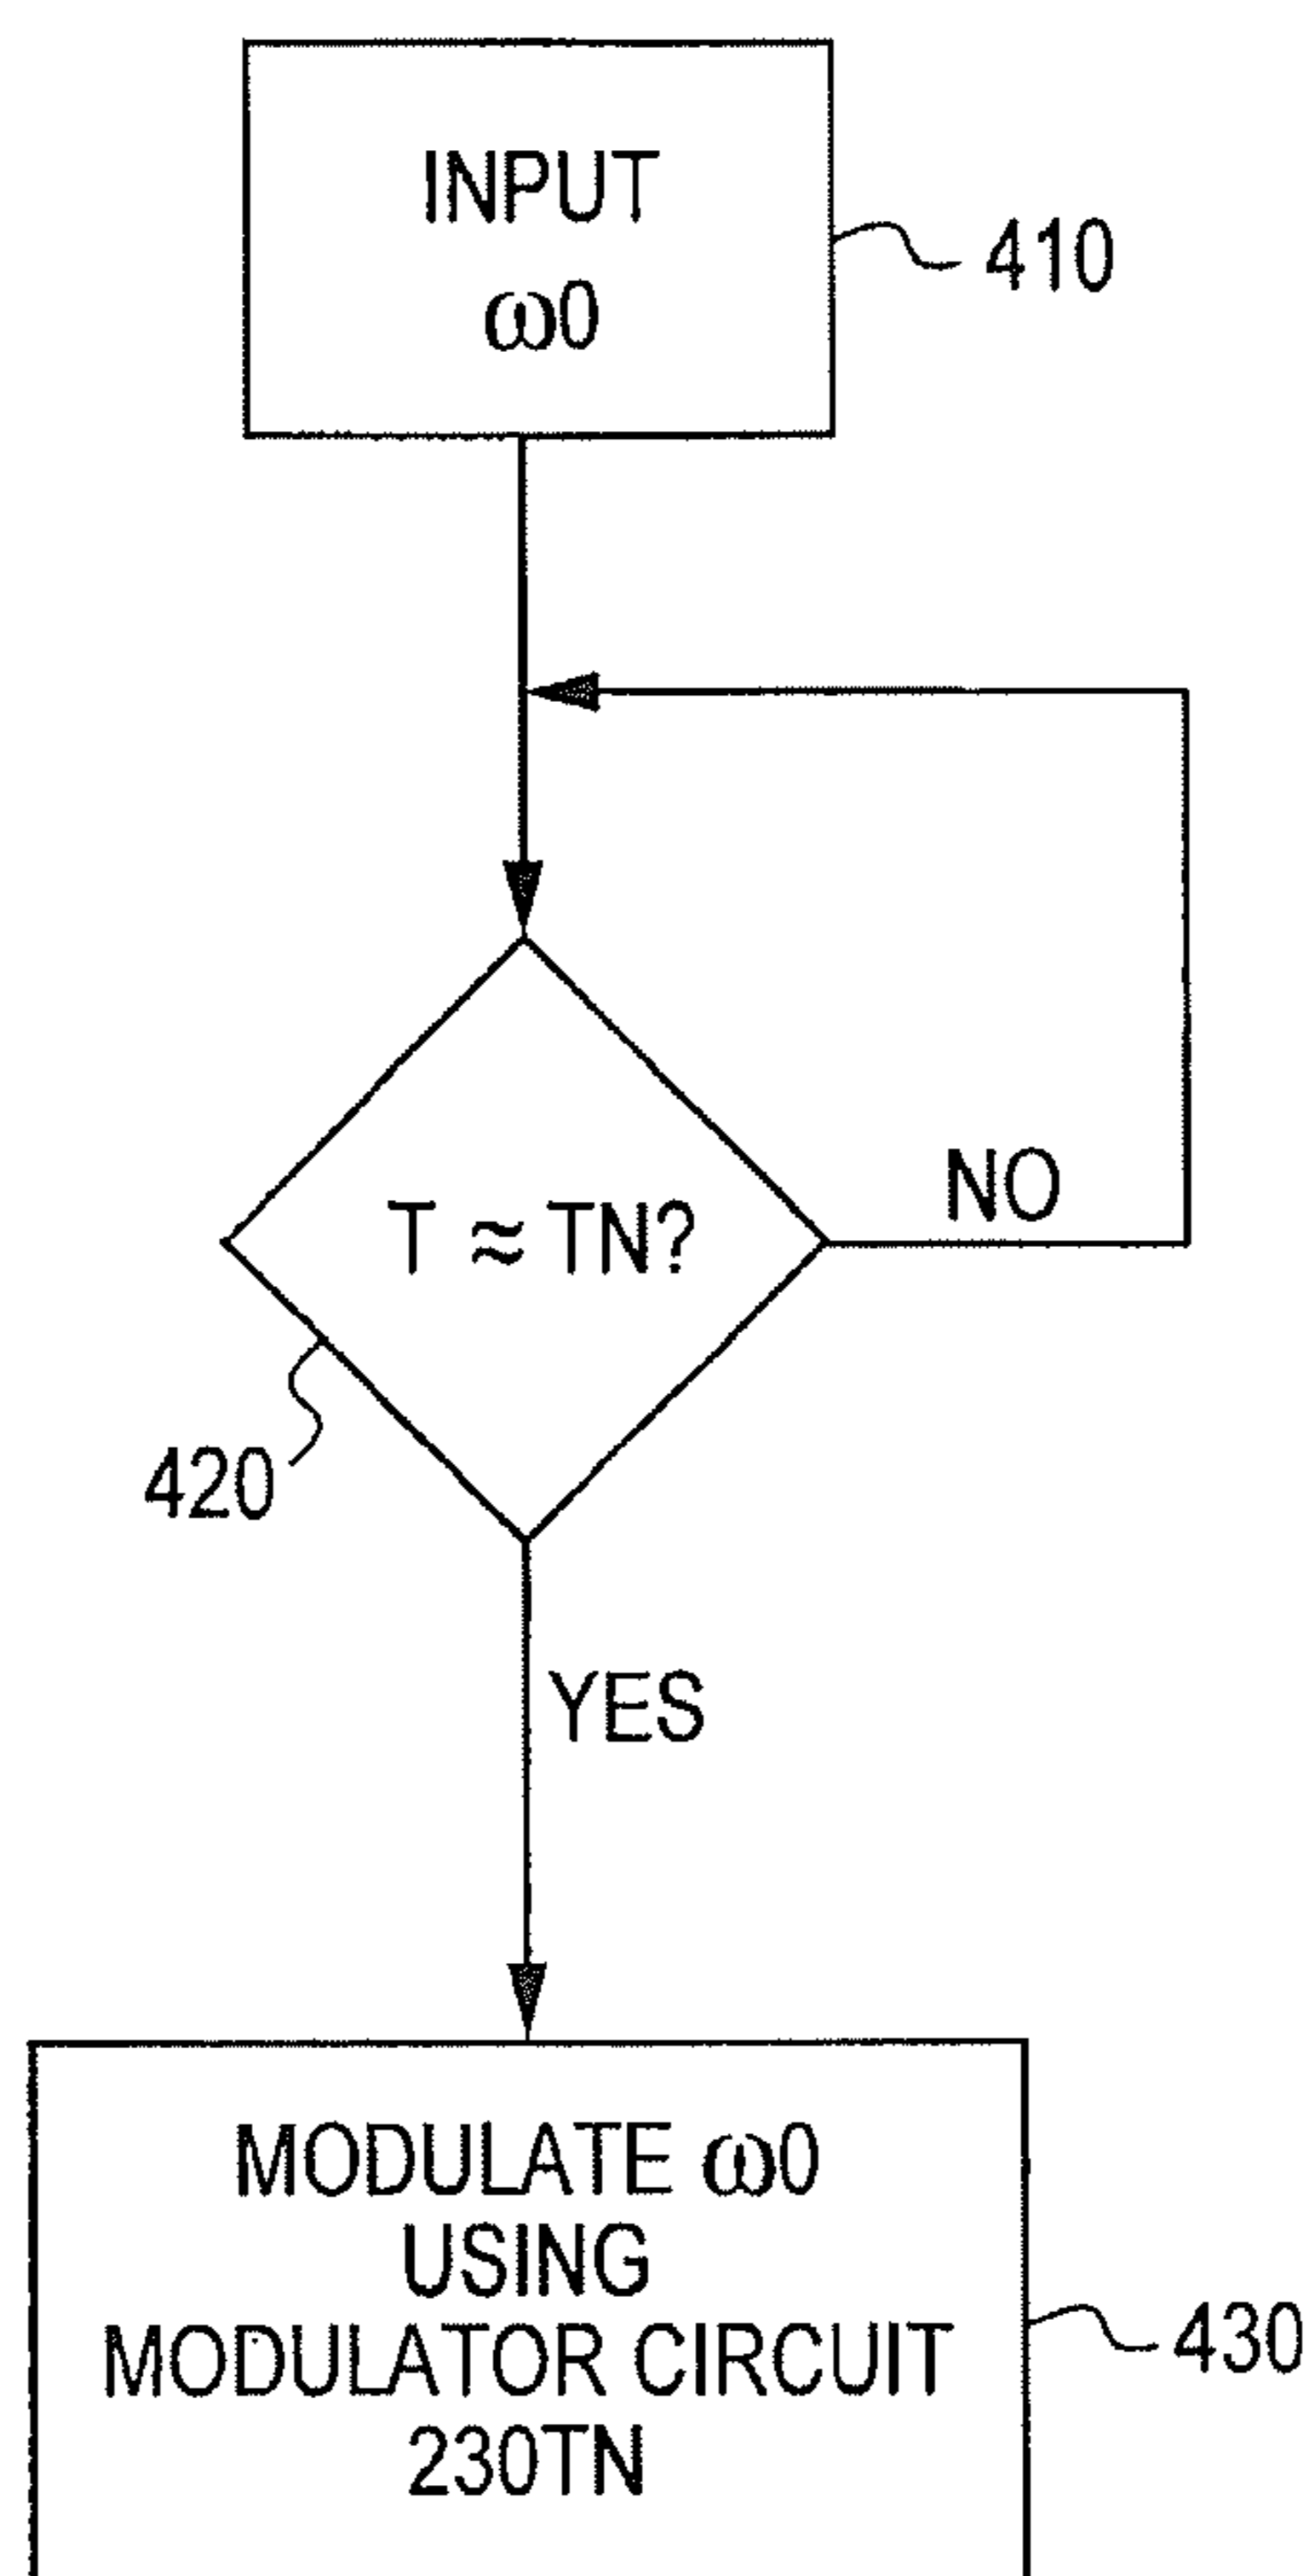 INPUT
ω0
410
T ≈ TN?
NO
420
YES
MODULATE ω0
USING
MODULATOR CIRCUIT
230TN
430